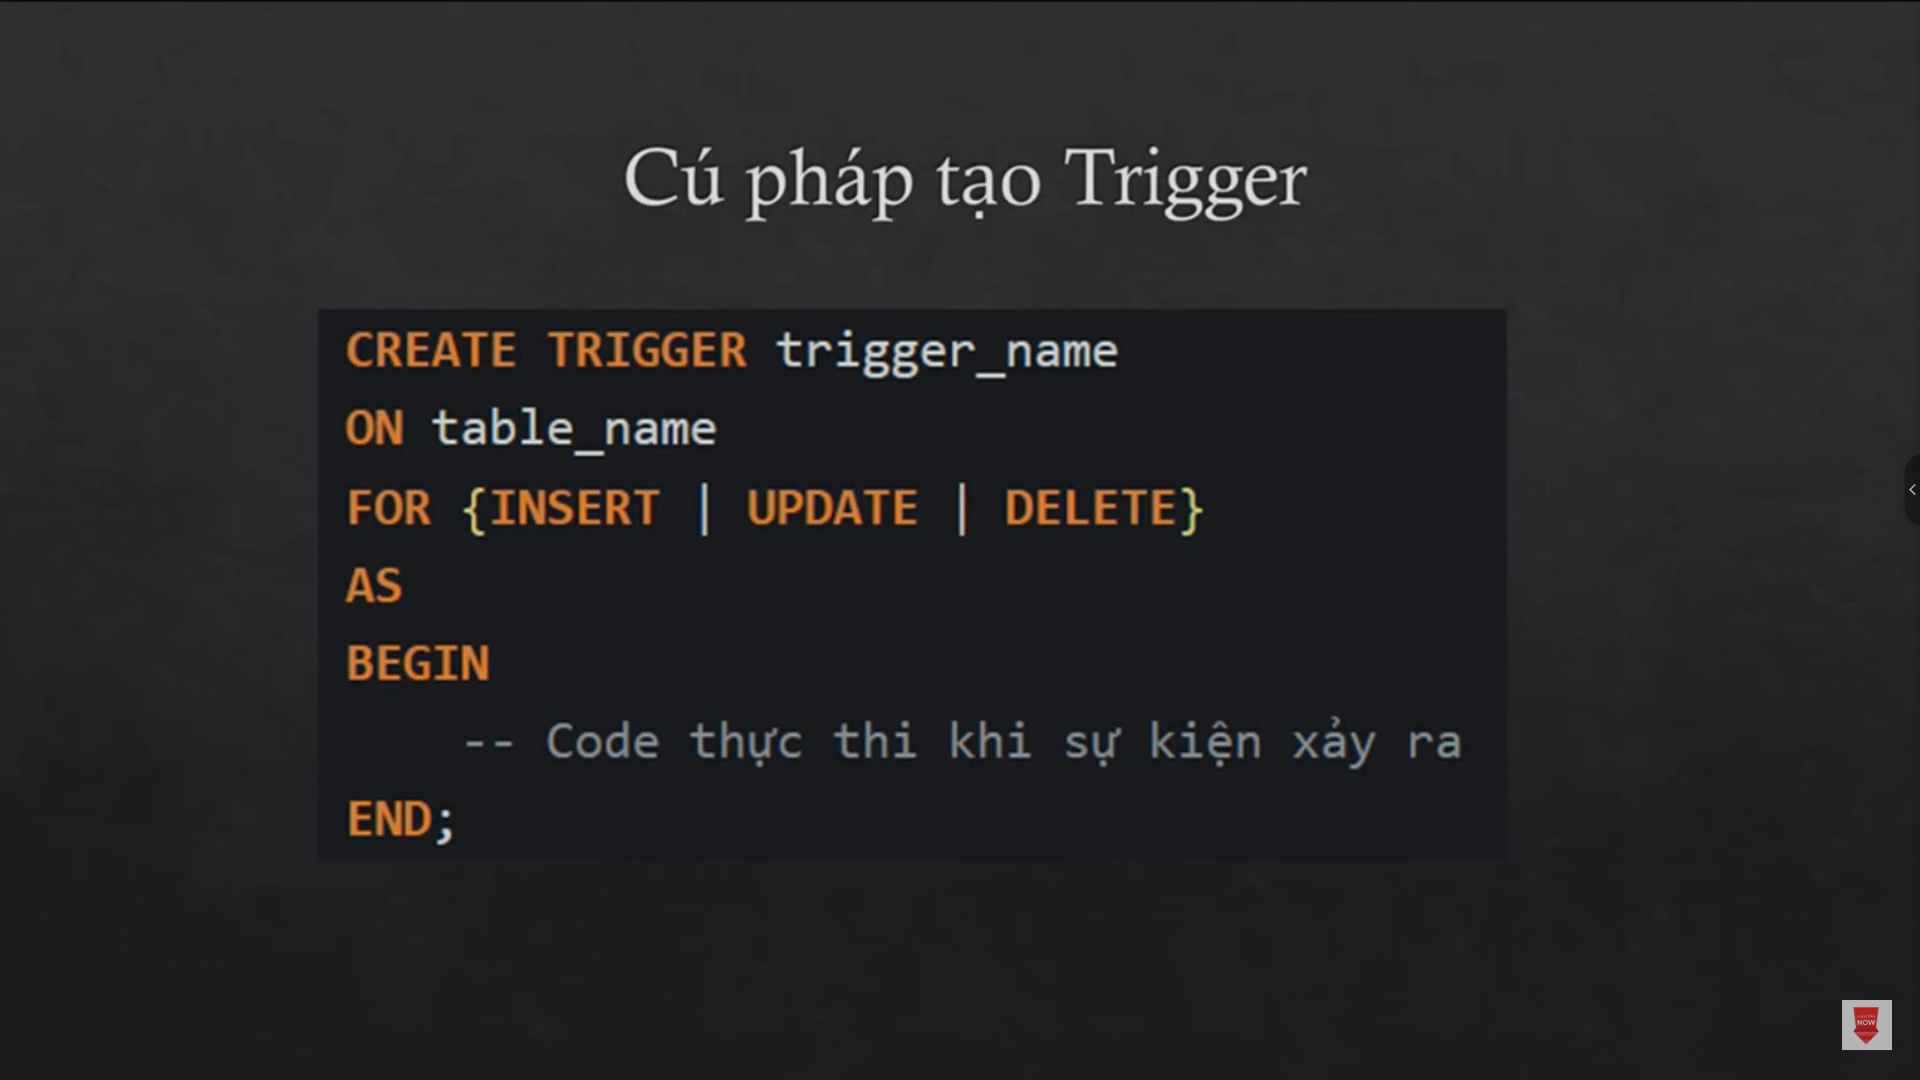 Cú pháp tạo Trigger
CREATE TRIGGER trigger_name
ON table_name
FOR {INSERT | UPDATE | DELETE}
AS
BEGIN
-- Code thực thi khi sự kiện xảy ra
END;
NOW